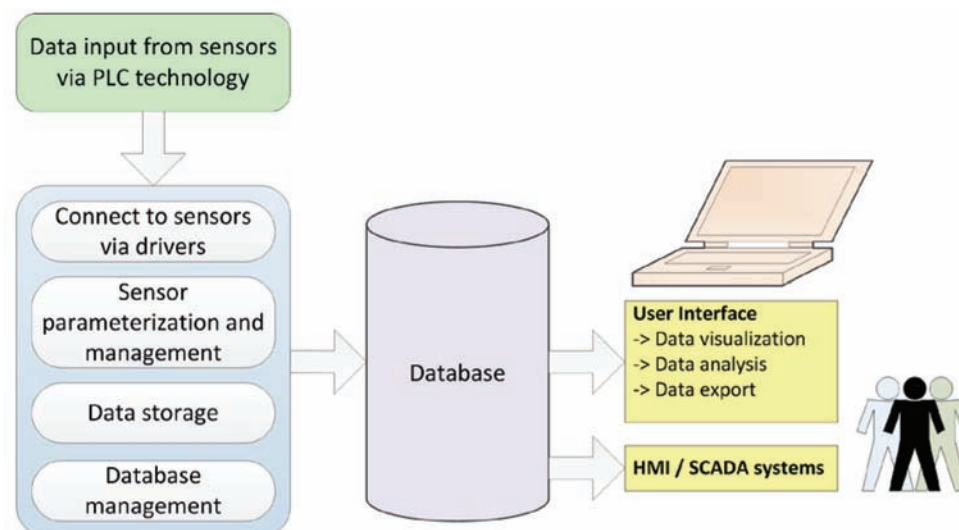 Data input from sensors
via PLC technology
Connect to sensors
via drivers
Sensor
parameterization and
management
Data storage
Database
management
Database
User Interface
-> Data visualization
-> Data analysis
-> Data export
HMI / SCADA systems